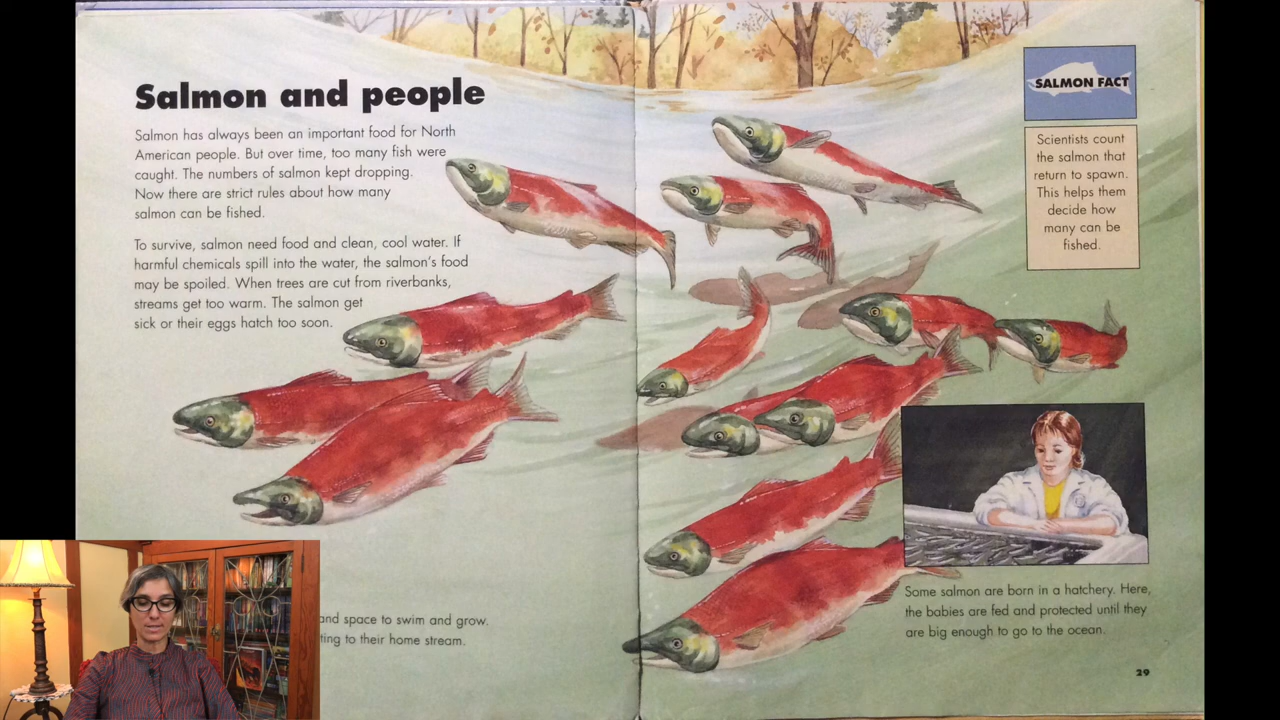 Salmon and people
Salmon has always been an important food for North
American people. But over time, too many fish were
caught. The numbers of salmon kept dropping.
Now there are strict rules about how many
salmon can be fished.
To survive, salmon need food and clean, cool water. If
harmful chemicals spill into the water, the salmon's food
may be spoiled. When trees are cut from riverbanks,
streams get too warm. The salmon get
sick or their eggs hatch too soon.
and space to swim and grow.
ting to their home stream.
SALMON FACT
Scientists count
the salmon that
return to spawn.
This helps them
decide how
many can be
fished.
Some salmon are born in a hatchery. Here,
the babies are fed and protected until they
are big enough to go to the ocean.
29